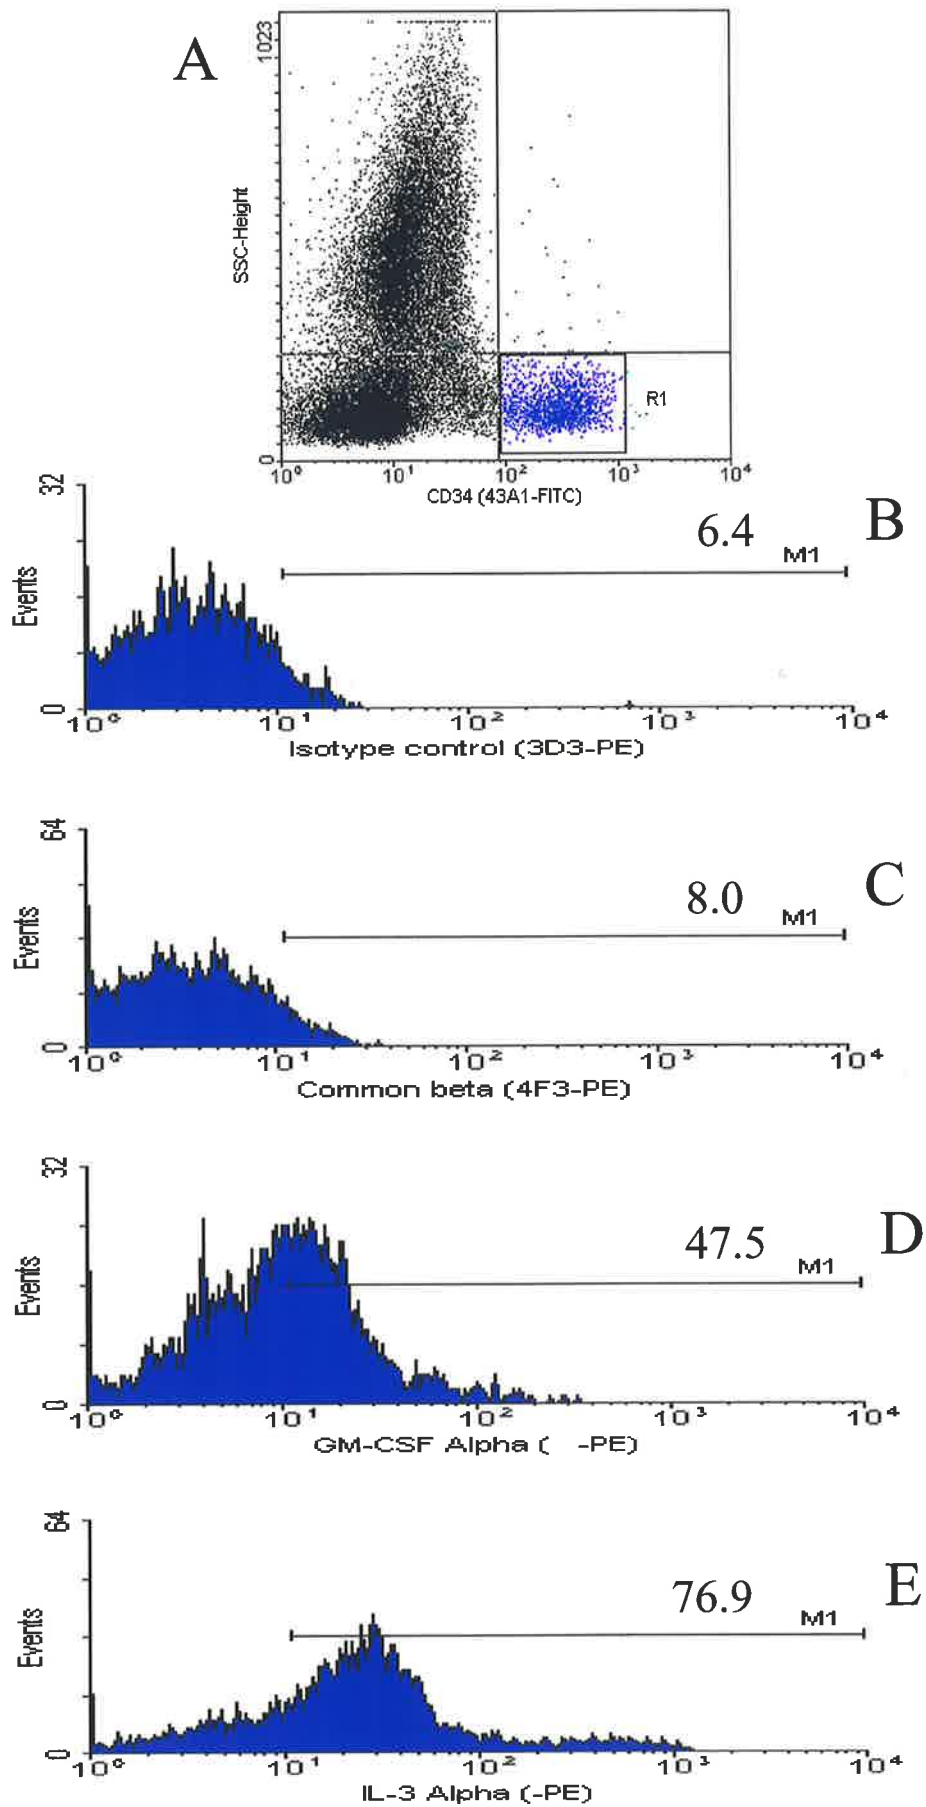 A
1023
SSC-Height
R1
0
10⁰ 10¹ 10² 10³ 10⁴
CD34 (43A1-FITC)
B
32
6.4
M1
Events
0
10⁰ 10¹ 10² 10³ 10⁴
Isotype control (3D3-PE)
C
64
8.0
M1
Events
0
10⁰ 10¹ 10² 10³ 10⁴
Common beta (4F3-PE)
D
32
47.5
M1
Events
0
10⁰ 10¹ 10² 10³ 10⁴
GM-CSF Alpha ( -PE)
E
64
76.9
M1
Events
0
10⁰ 10¹ 10² 10³ 10⁴
IL-3 Alpha (-PE)